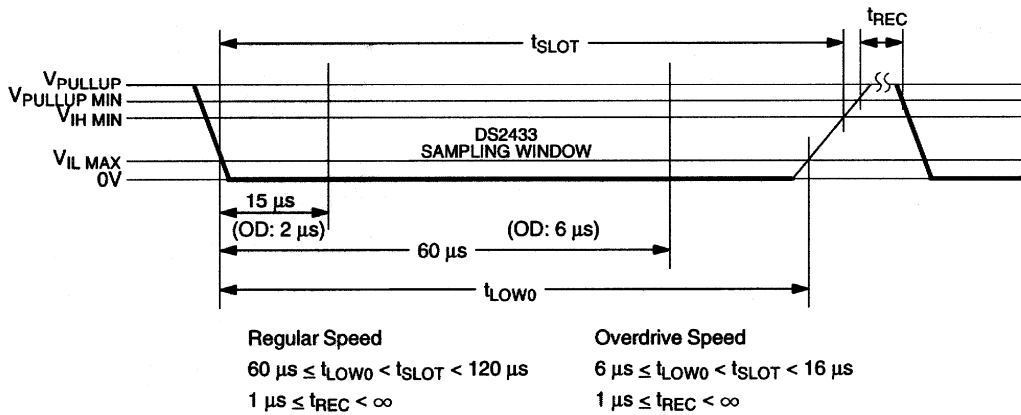 tREC
tSLOT
VPULLUP
VPULLUP MIN
VIH MIN
DS2433
SAMPLING WINDOW
VIL MAX
0V
15 μs
(OD: 2 μs)
(OD: 6 μs)
60 μs
tLOW0
Regular Speed
60 μs ≤ tLOW0 < tSLOT < 120 μs
1 μs ≤ tREC < ∞
Overdrive Speed
6 μs ≤ tLOW0 < tSLOT < 16 μs
1 μs ≤ tREC < ∞